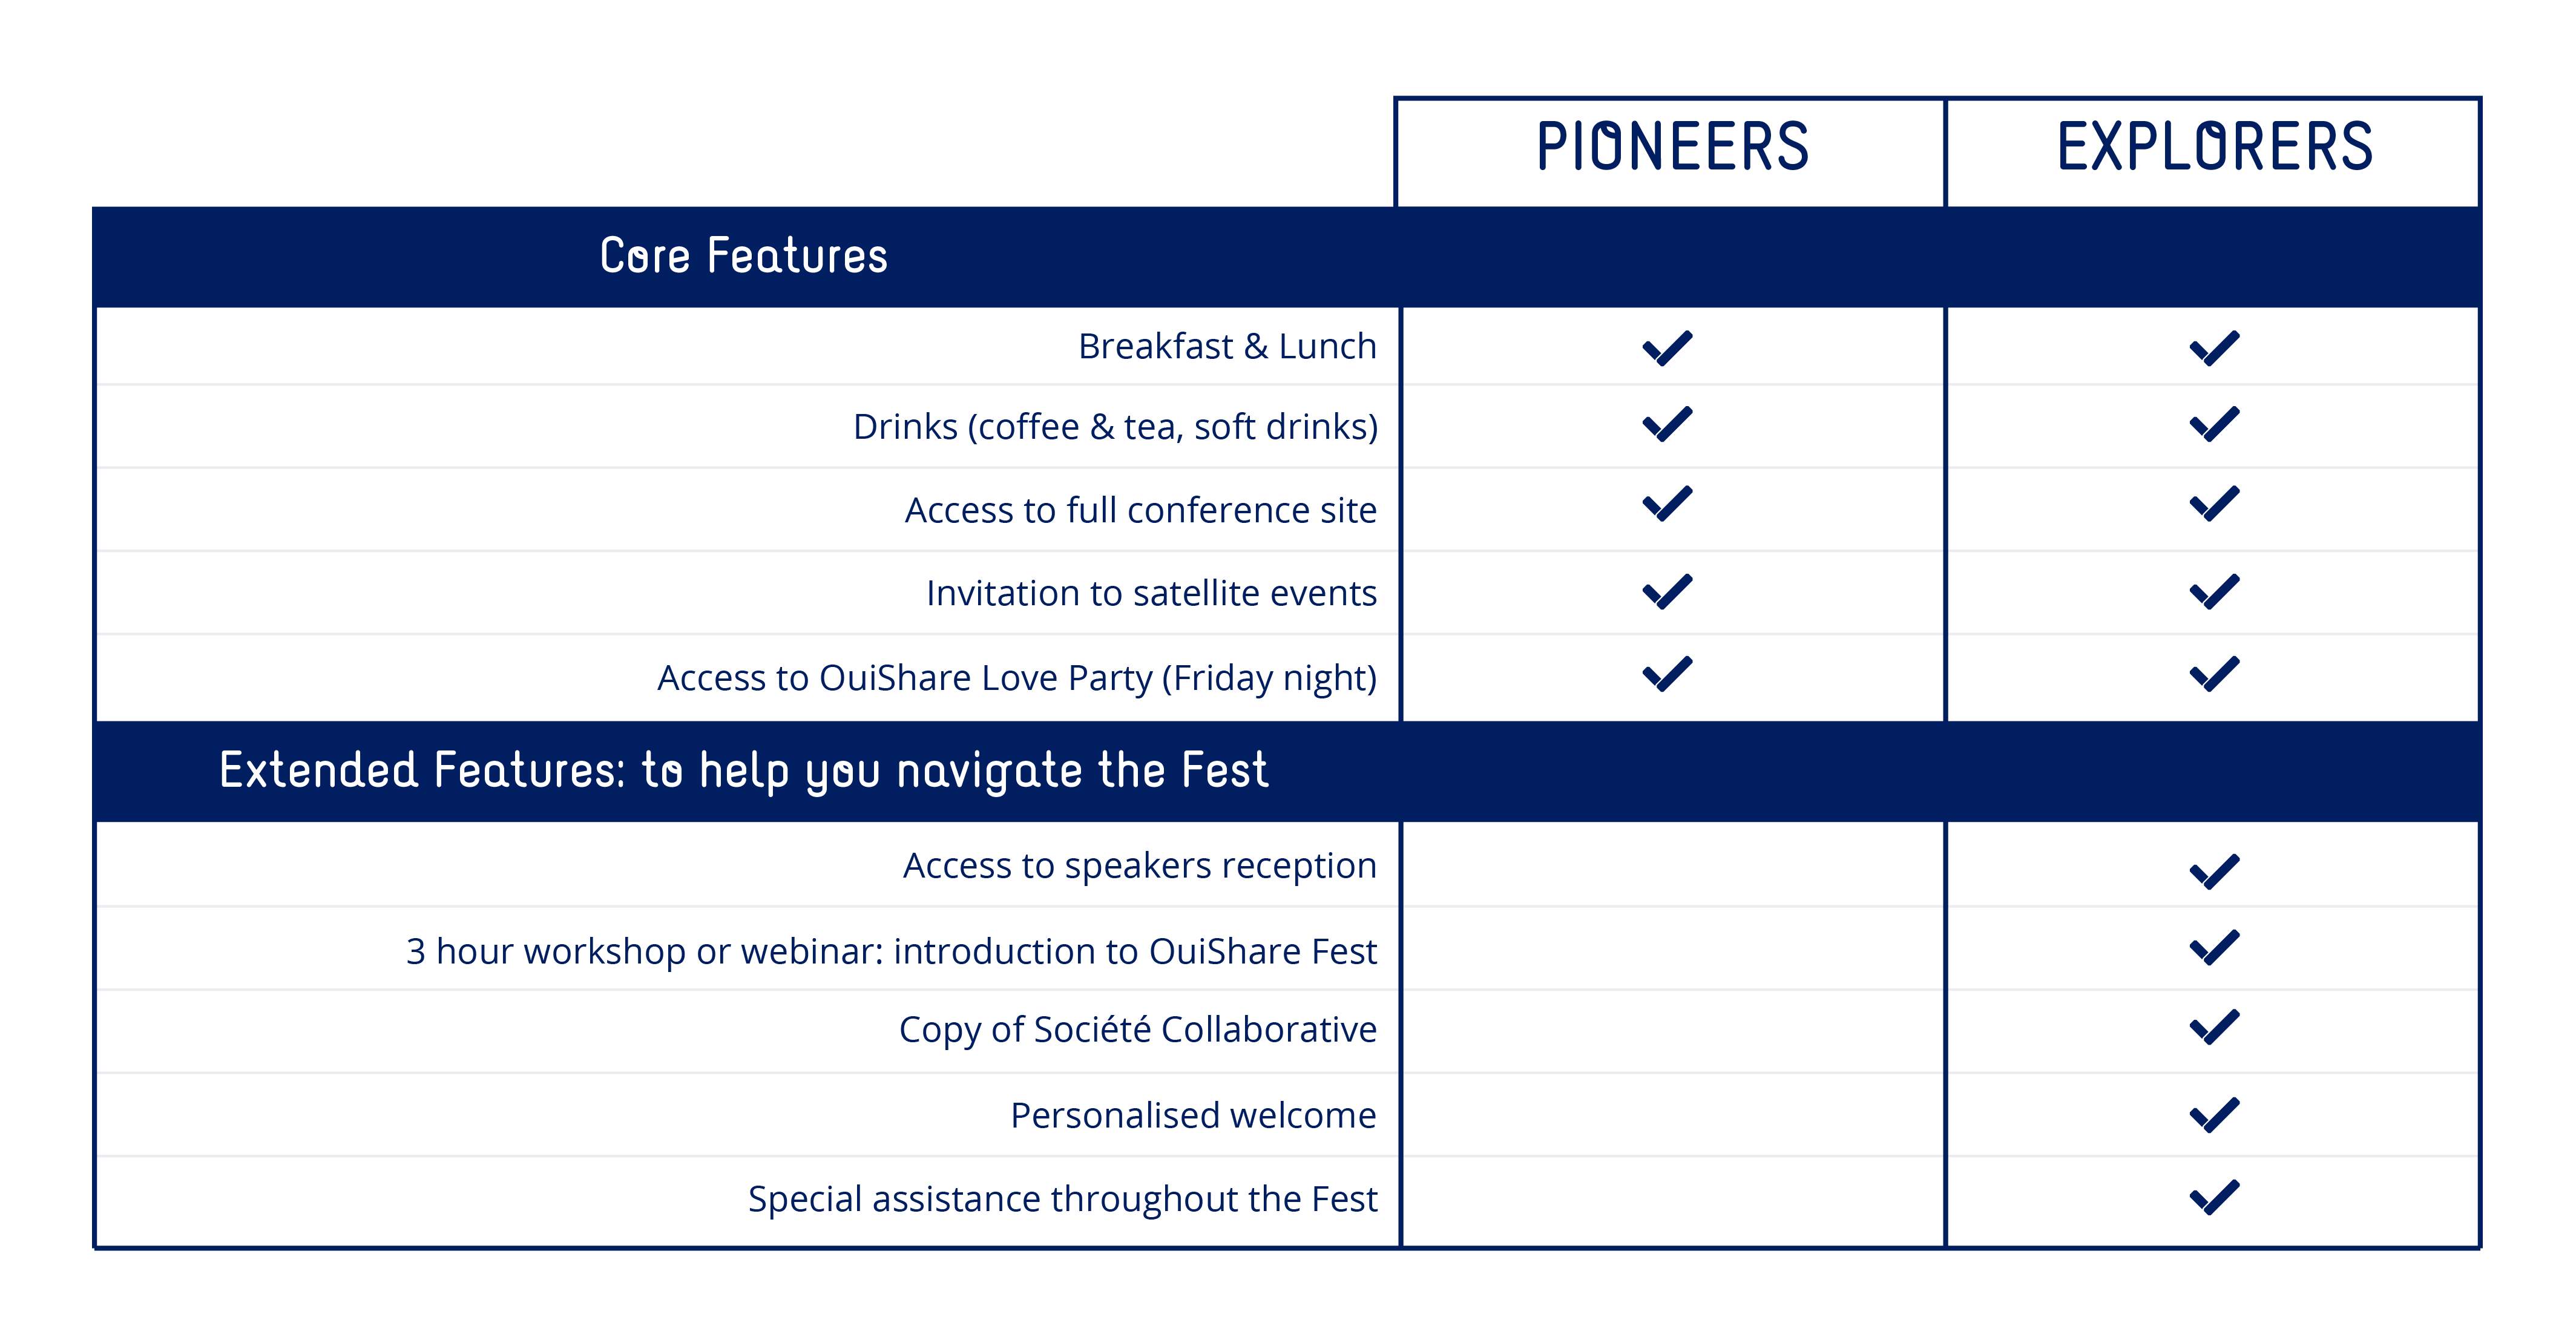 PIONEERS EXPLORERS
Core Features
Breakfast & Lunch
Drinks (coffee & tea, soft drinks)
Access to full conference site
Invitation to satellite events
Access to OuiShare Love Party (Friday night)
Extended Features: to help you navigate the Fest
Access to speakers reception
3 hour workshop or webinar: introduction to OuiShare Fest
Copy of Société Collaborative
Personalised welcome
Special assistance throughout the Fest